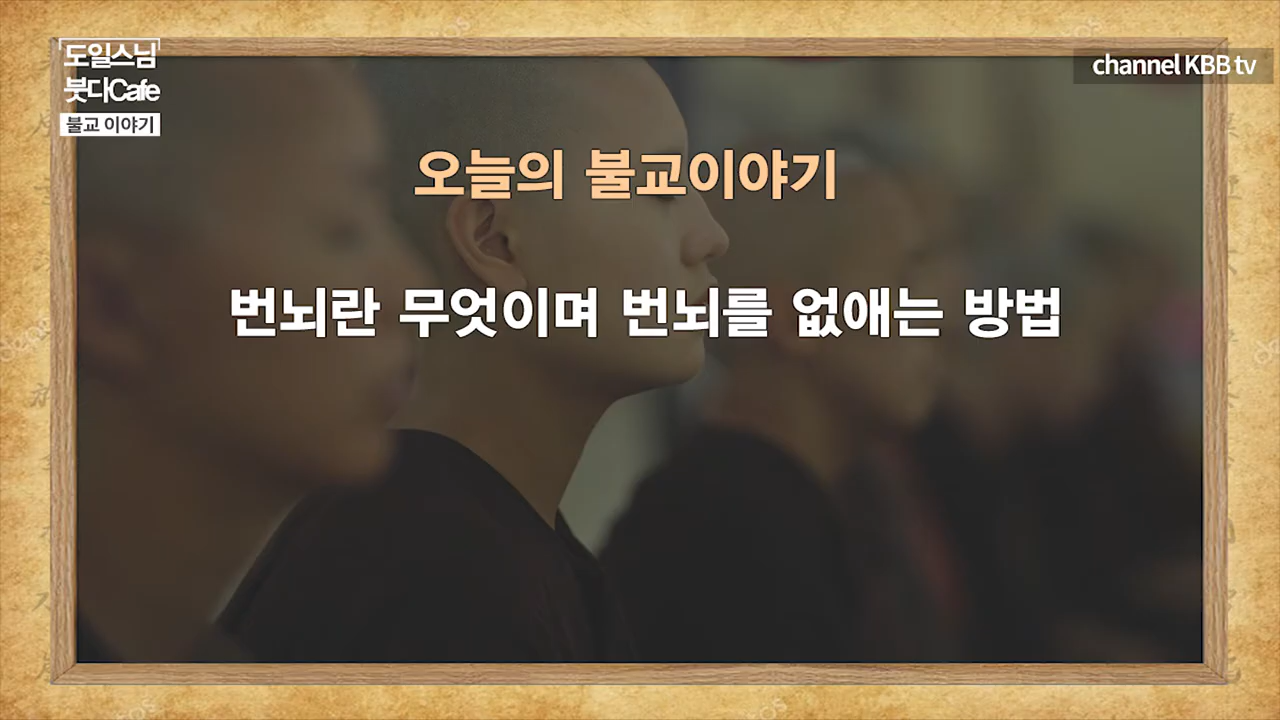 도일스님
붓다Cafe
불교 이야기
channel KBB tv
오늘의 불교이야기
번뇌란 무엇이며 번뇌를 없애는 방법